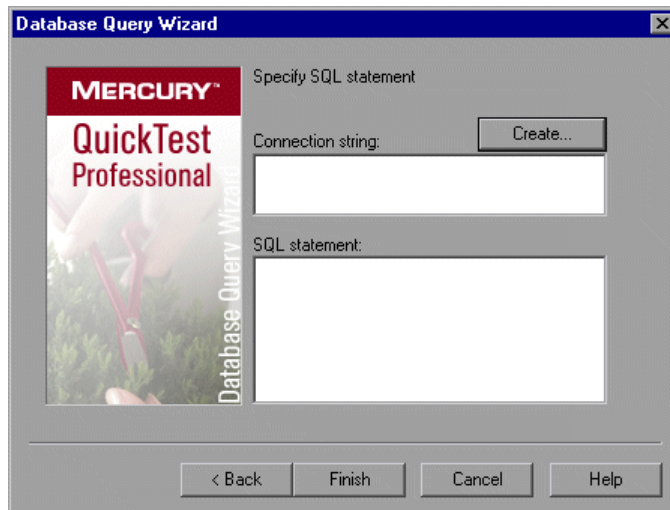 Database Query Wizard
MERCURY™
QuickTest
Professional
Database Query Wizard
Specify SQL statement
Connection string:
Create...
SQL statement:
< Back
Finish
Cancel
Help